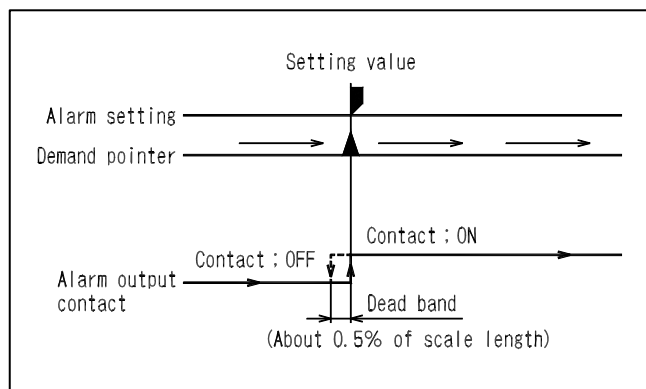 Setting value
Alarm setting
Demand pointer
Contact ; ON
Contact ; OFF
Alarm output
contact
Dead band
(About 0.5% of scale length)